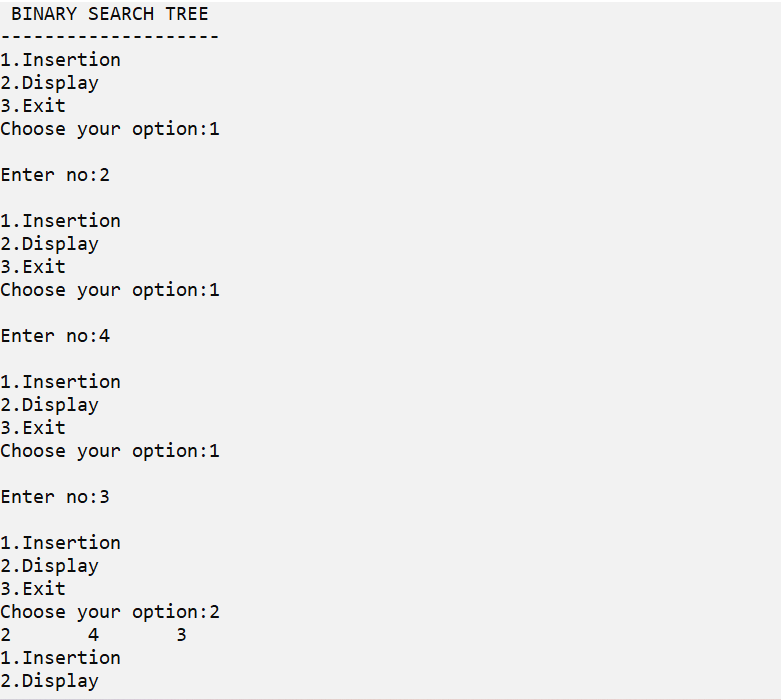 BINARY SEARCH TREE
--------------------
1.Insertion
2.Display
3.Exit
Choose your option:1
Enter no:2
1.Insertion
2.Display
3.Exit
Choose your option:1
Enter no:4
1.Insertion
2.Display
3.Exit
Choose your option:1
Enter no:3
1.Insertion
2.Display
3.Exit
Choose your option:2
2       4       3
1.Insertion
2.Display